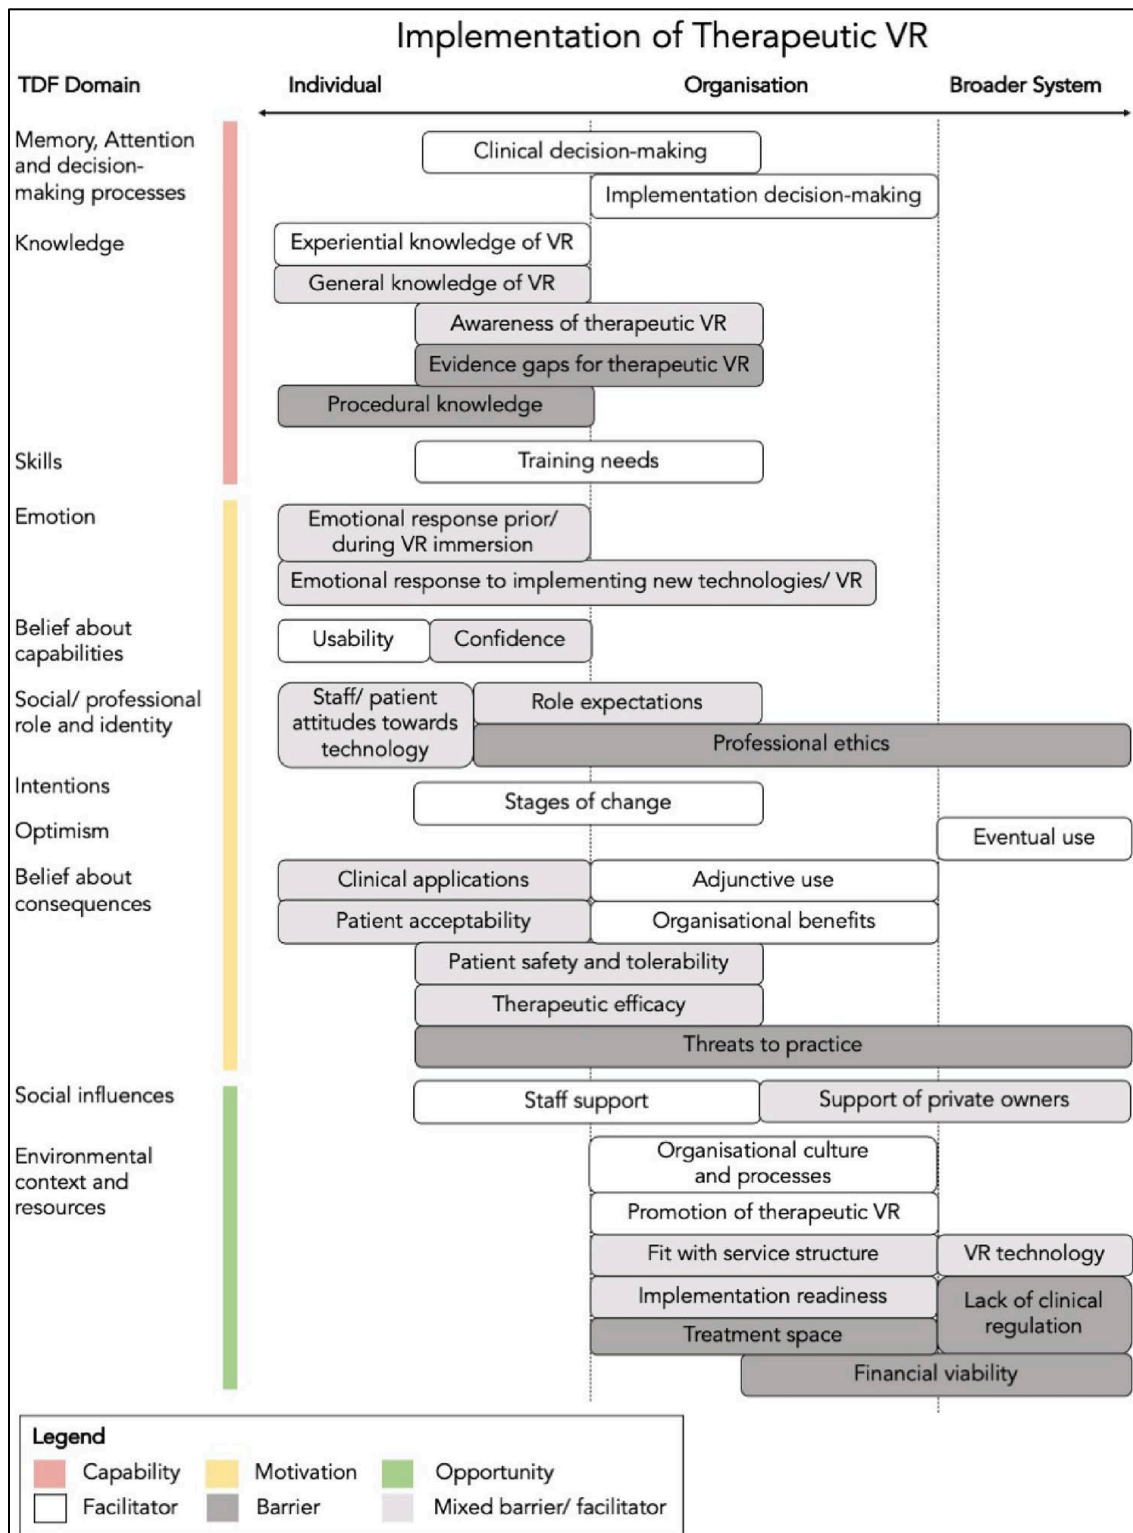 Implementation of Therapeutic VR
TDF Domain
Individual
Organisation
Broader System
Memory, Attention
and decision-
making processes
Clinical decision-making
Implementation decision-making
Knowledge
Experiential knowledge of VR
General knowledge of VR
Awareness of therapeutic VR
Evidence gaps for therapeutic VR
Procedural knowledge
Skills
Training needs
Emotion
Emotional response prior/
during VR immersion
Emotional response to implementing new technologies/ VR
Belief about
capabilities
Usability
Confidence
Social/ professional
role and identity
Staff/ patient
attitudes towards
technology
Role expectations
Professional ethics
Intentions
Stages of change
Optimism
Eventual use
Belief about
consequences
Clinical applications
Adjunctive use
Patient acceptability
Organisational benefits
Patient safety and tolerability
Therapeutic efficacy
Threats to practice
Social influences
Staff support
Support of private owners
Environmental
context and
resources
Organisational culture
and processes
Promotion of therapeutic VR
Fit with service structure
VR technology
Implementation readiness
Lack of clinical
regulation
Treatment space
Financial viability
Legend
Capability
Motivation
Opportunity
Facilitator
Barrier
Mixed barrier/ facilitator